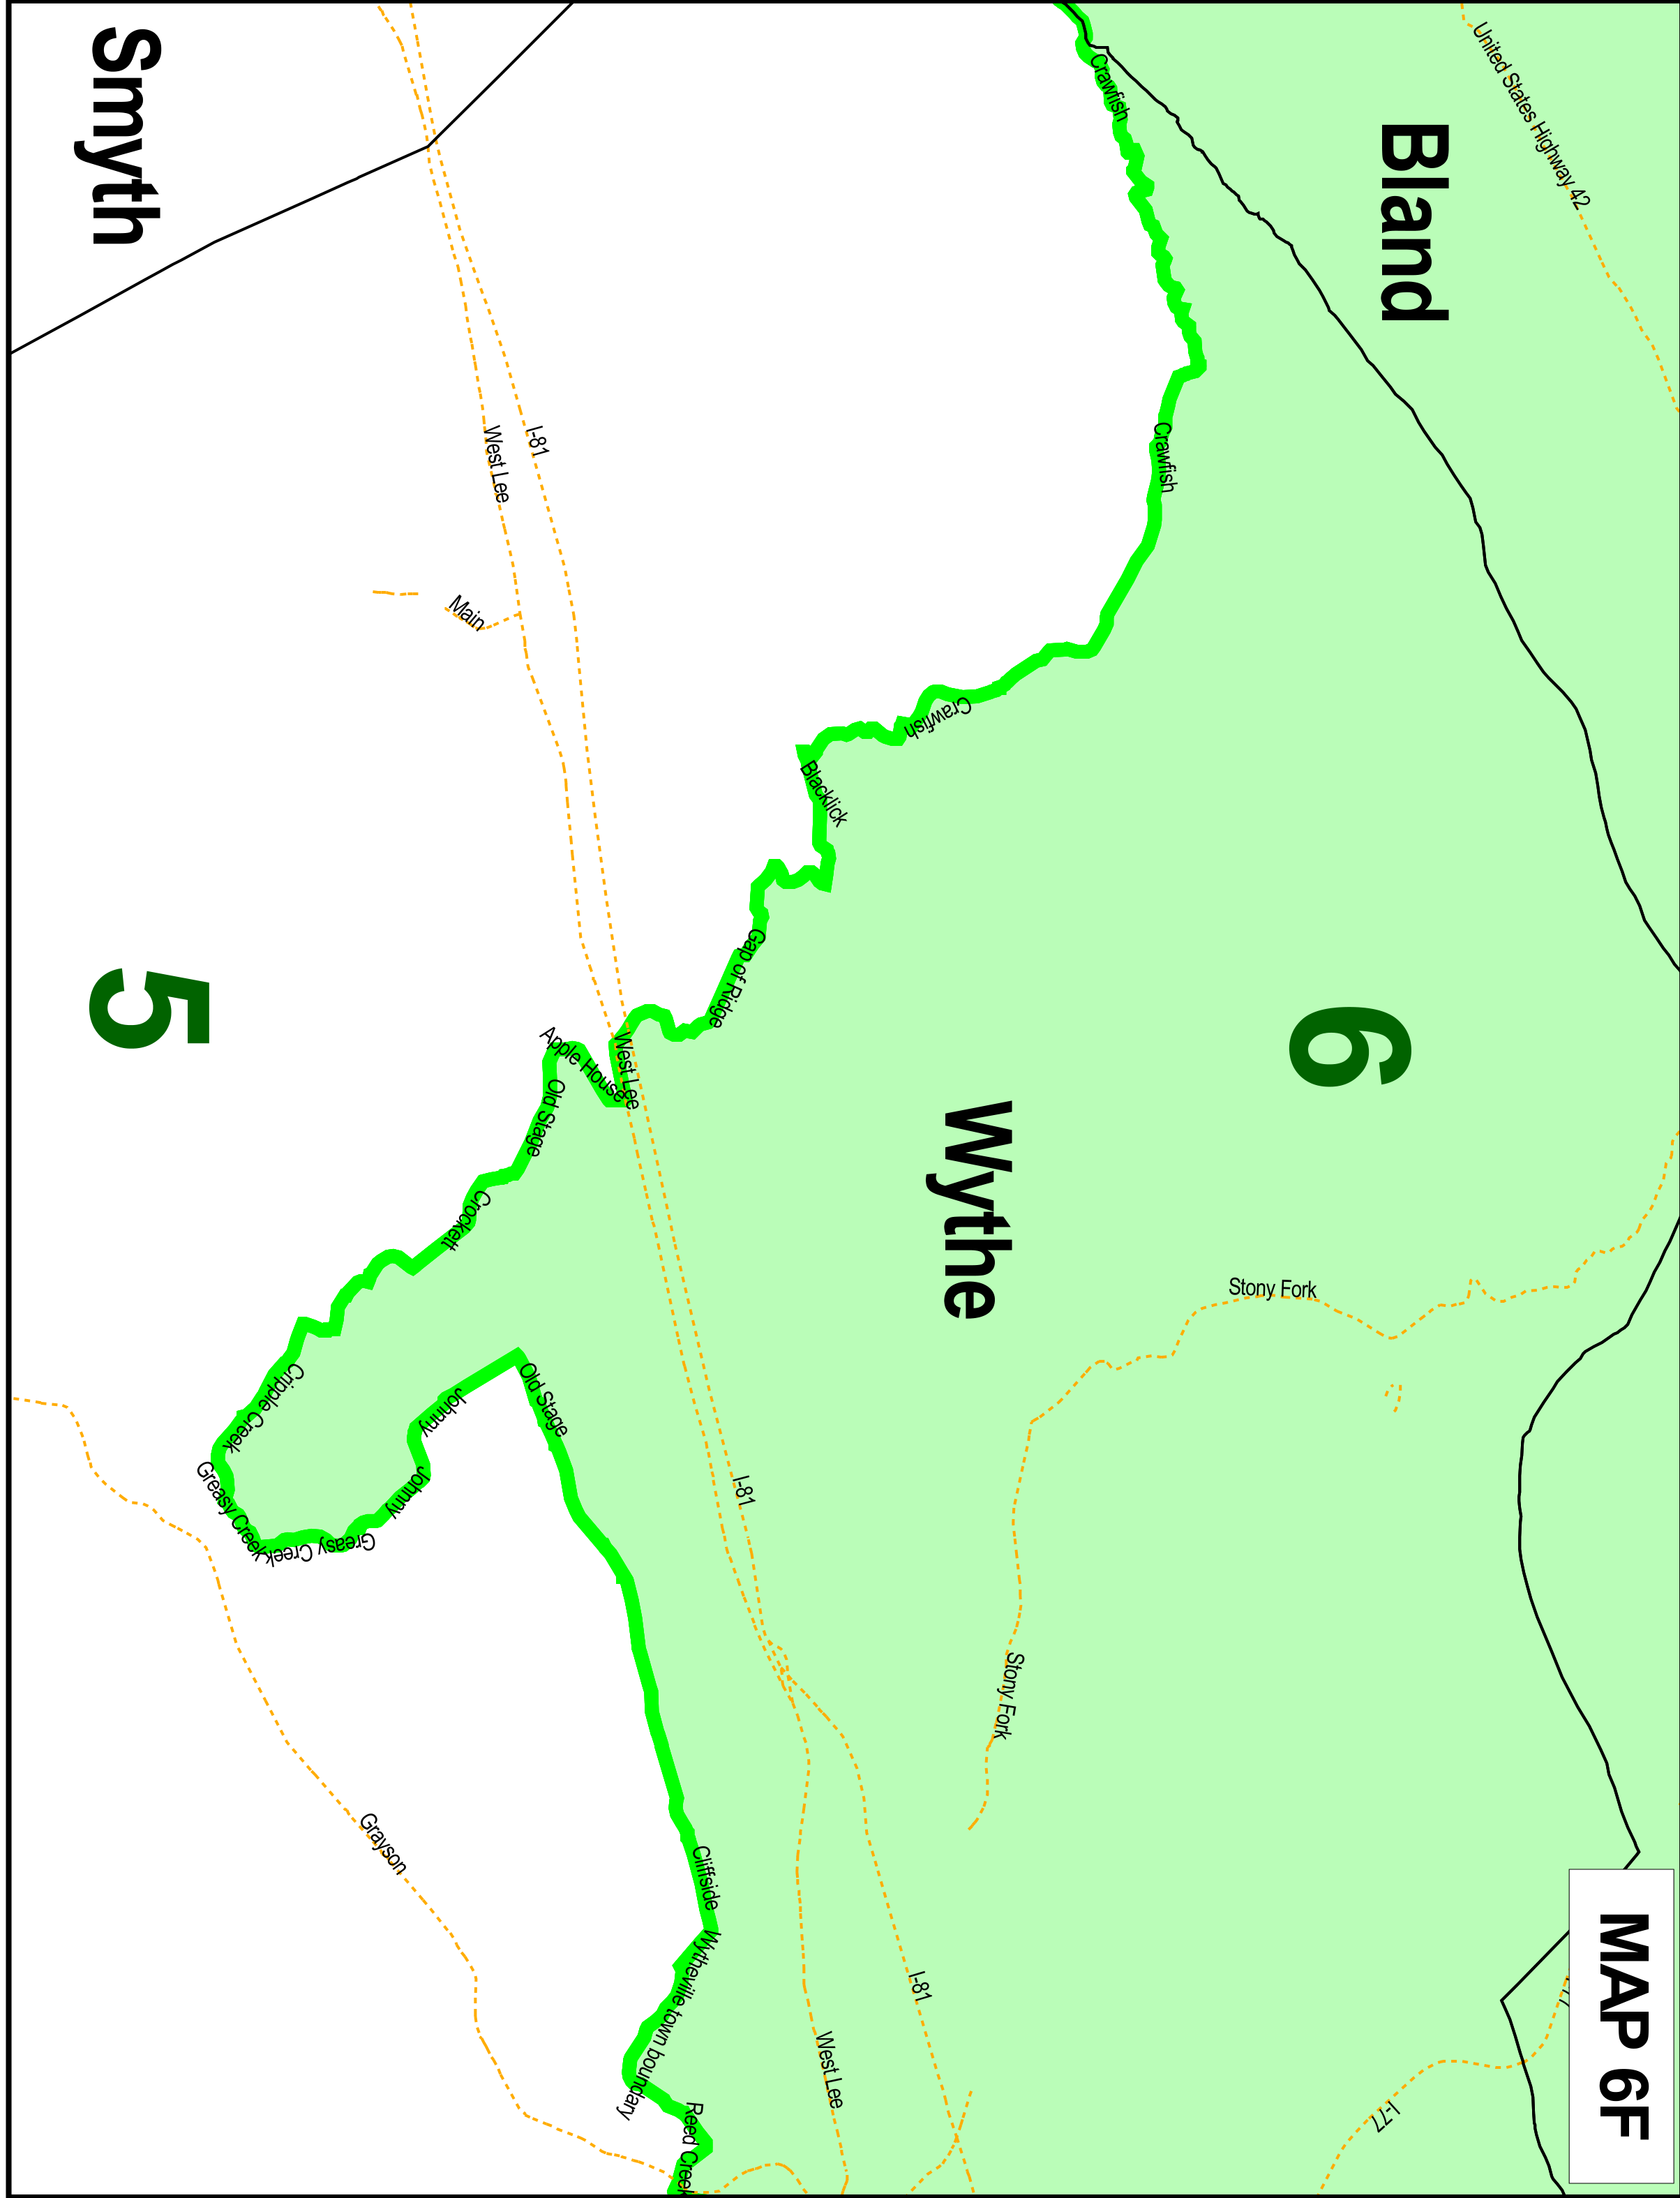 MAP 6F
United States Highway 42
Bland
Crawfish
Smyth
I-81
West Lee
Crawfish
Main
Crawfish
Blacklick
Gap of Ridge
5
6
West Lee
Apple House
Old Stage
Wythe
Crockett
Stony Fork
Cripple Creek
Old Stage
Johnny
Greasy Creek
Johnny
Greasy Creek
I-81
Stony Fork
Grayson
Cliffside
Wytheville town boundary
I-81
West Lee
Reed Creek
I-77